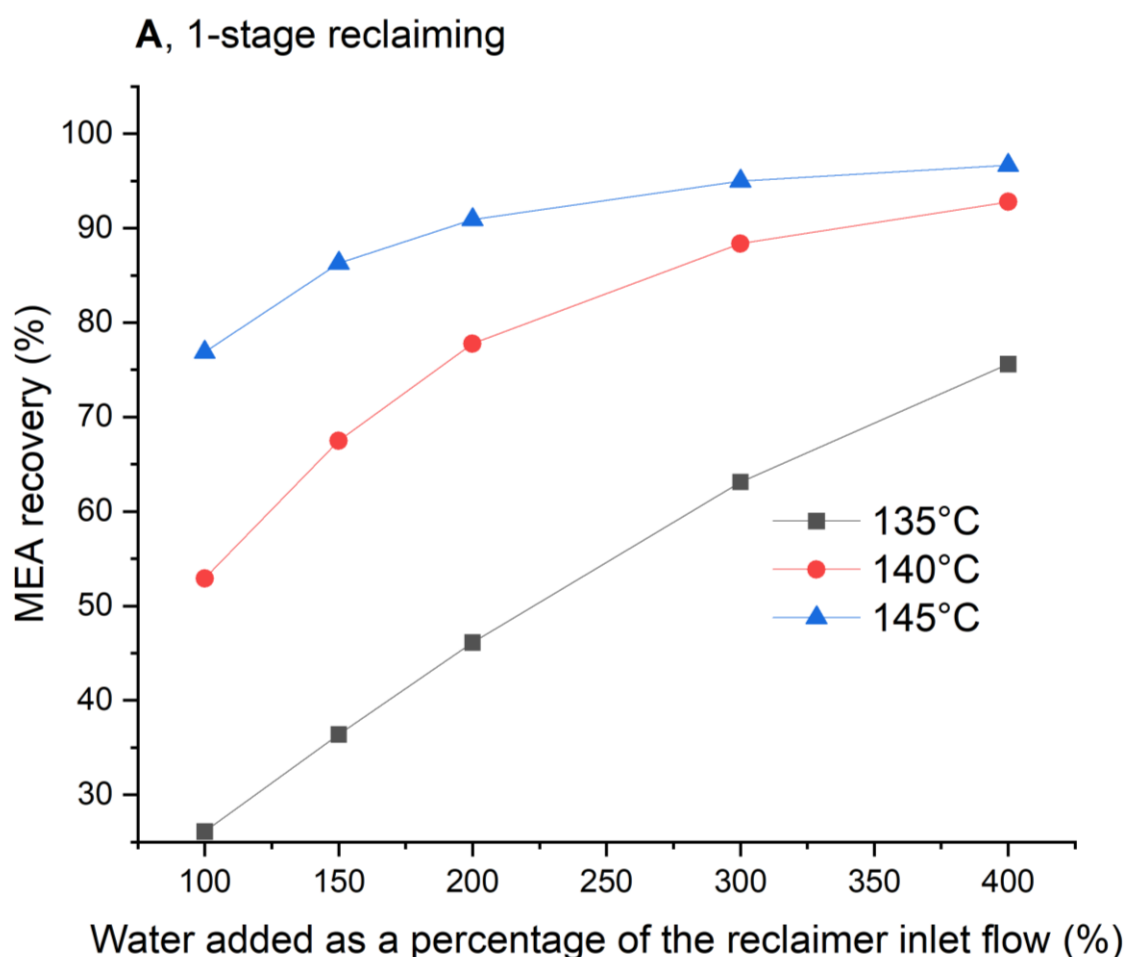 A, 1-stage reclaiming
MEA recovery (%)
100
90
80
70
60
50
40
30
135°C
140°C
145°C
100 150 200 250 300 350 400
Water added as a percentage of the reclaimer inlet flow (%)